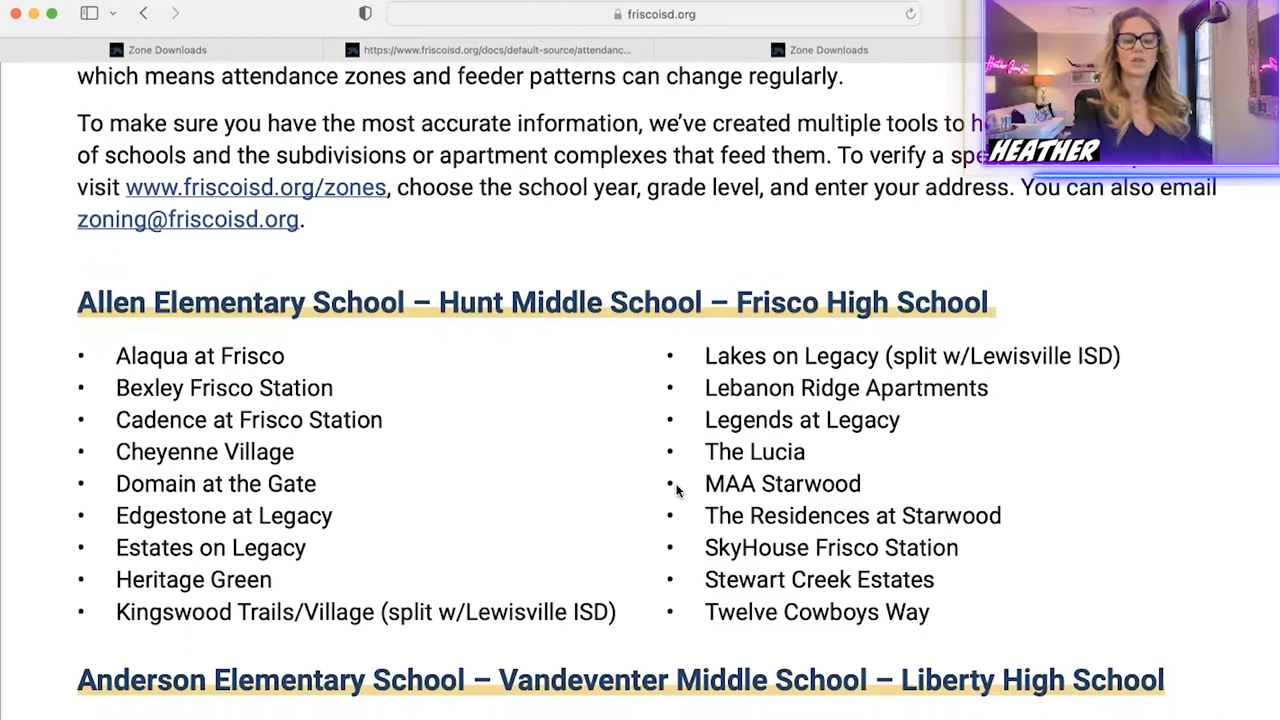 friscoisd.org
Zone Downloads
https://www.friscoisd.org/docs/default-source/attendanc...
Zone Downloads
which means attendance zones and feeder patterns can change regularly.
To make sure you have the most accurate information, we've created multiple tools to
of schools and the subdivisions or apartment complexes that feed them. To verify a
visit www.friscoisd.org/zones, choose the school year, grade level, and enter your address. You can also email
zoning@friscoisd.org.
HEATHER
Allen Elementary School – Hunt Middle School – Frisco High School
• Alaqua at Frisco
• Bexley Frisco Station
• Cadence at Frisco Station
• Cheyenne Village
• Domain at the Gate
• Edgestone at Legacy
• Estates on Legacy
• Heritage Green
• Kingswood Trails/Village (split w/Lewisville ISD)
• Lakes on Legacy (split w/Lewisville ISD)
• Lebanon Ridge Apartments
• Legends at Legacy
• The Lucia
• MAA Starwood
• The Residences at Starwood
• SkyHouse Frisco Station
• Stewart Creek Estates
• Twelve Cowboys Way
Anderson Elementary School – Vandeventer Middle School – Liberty High School